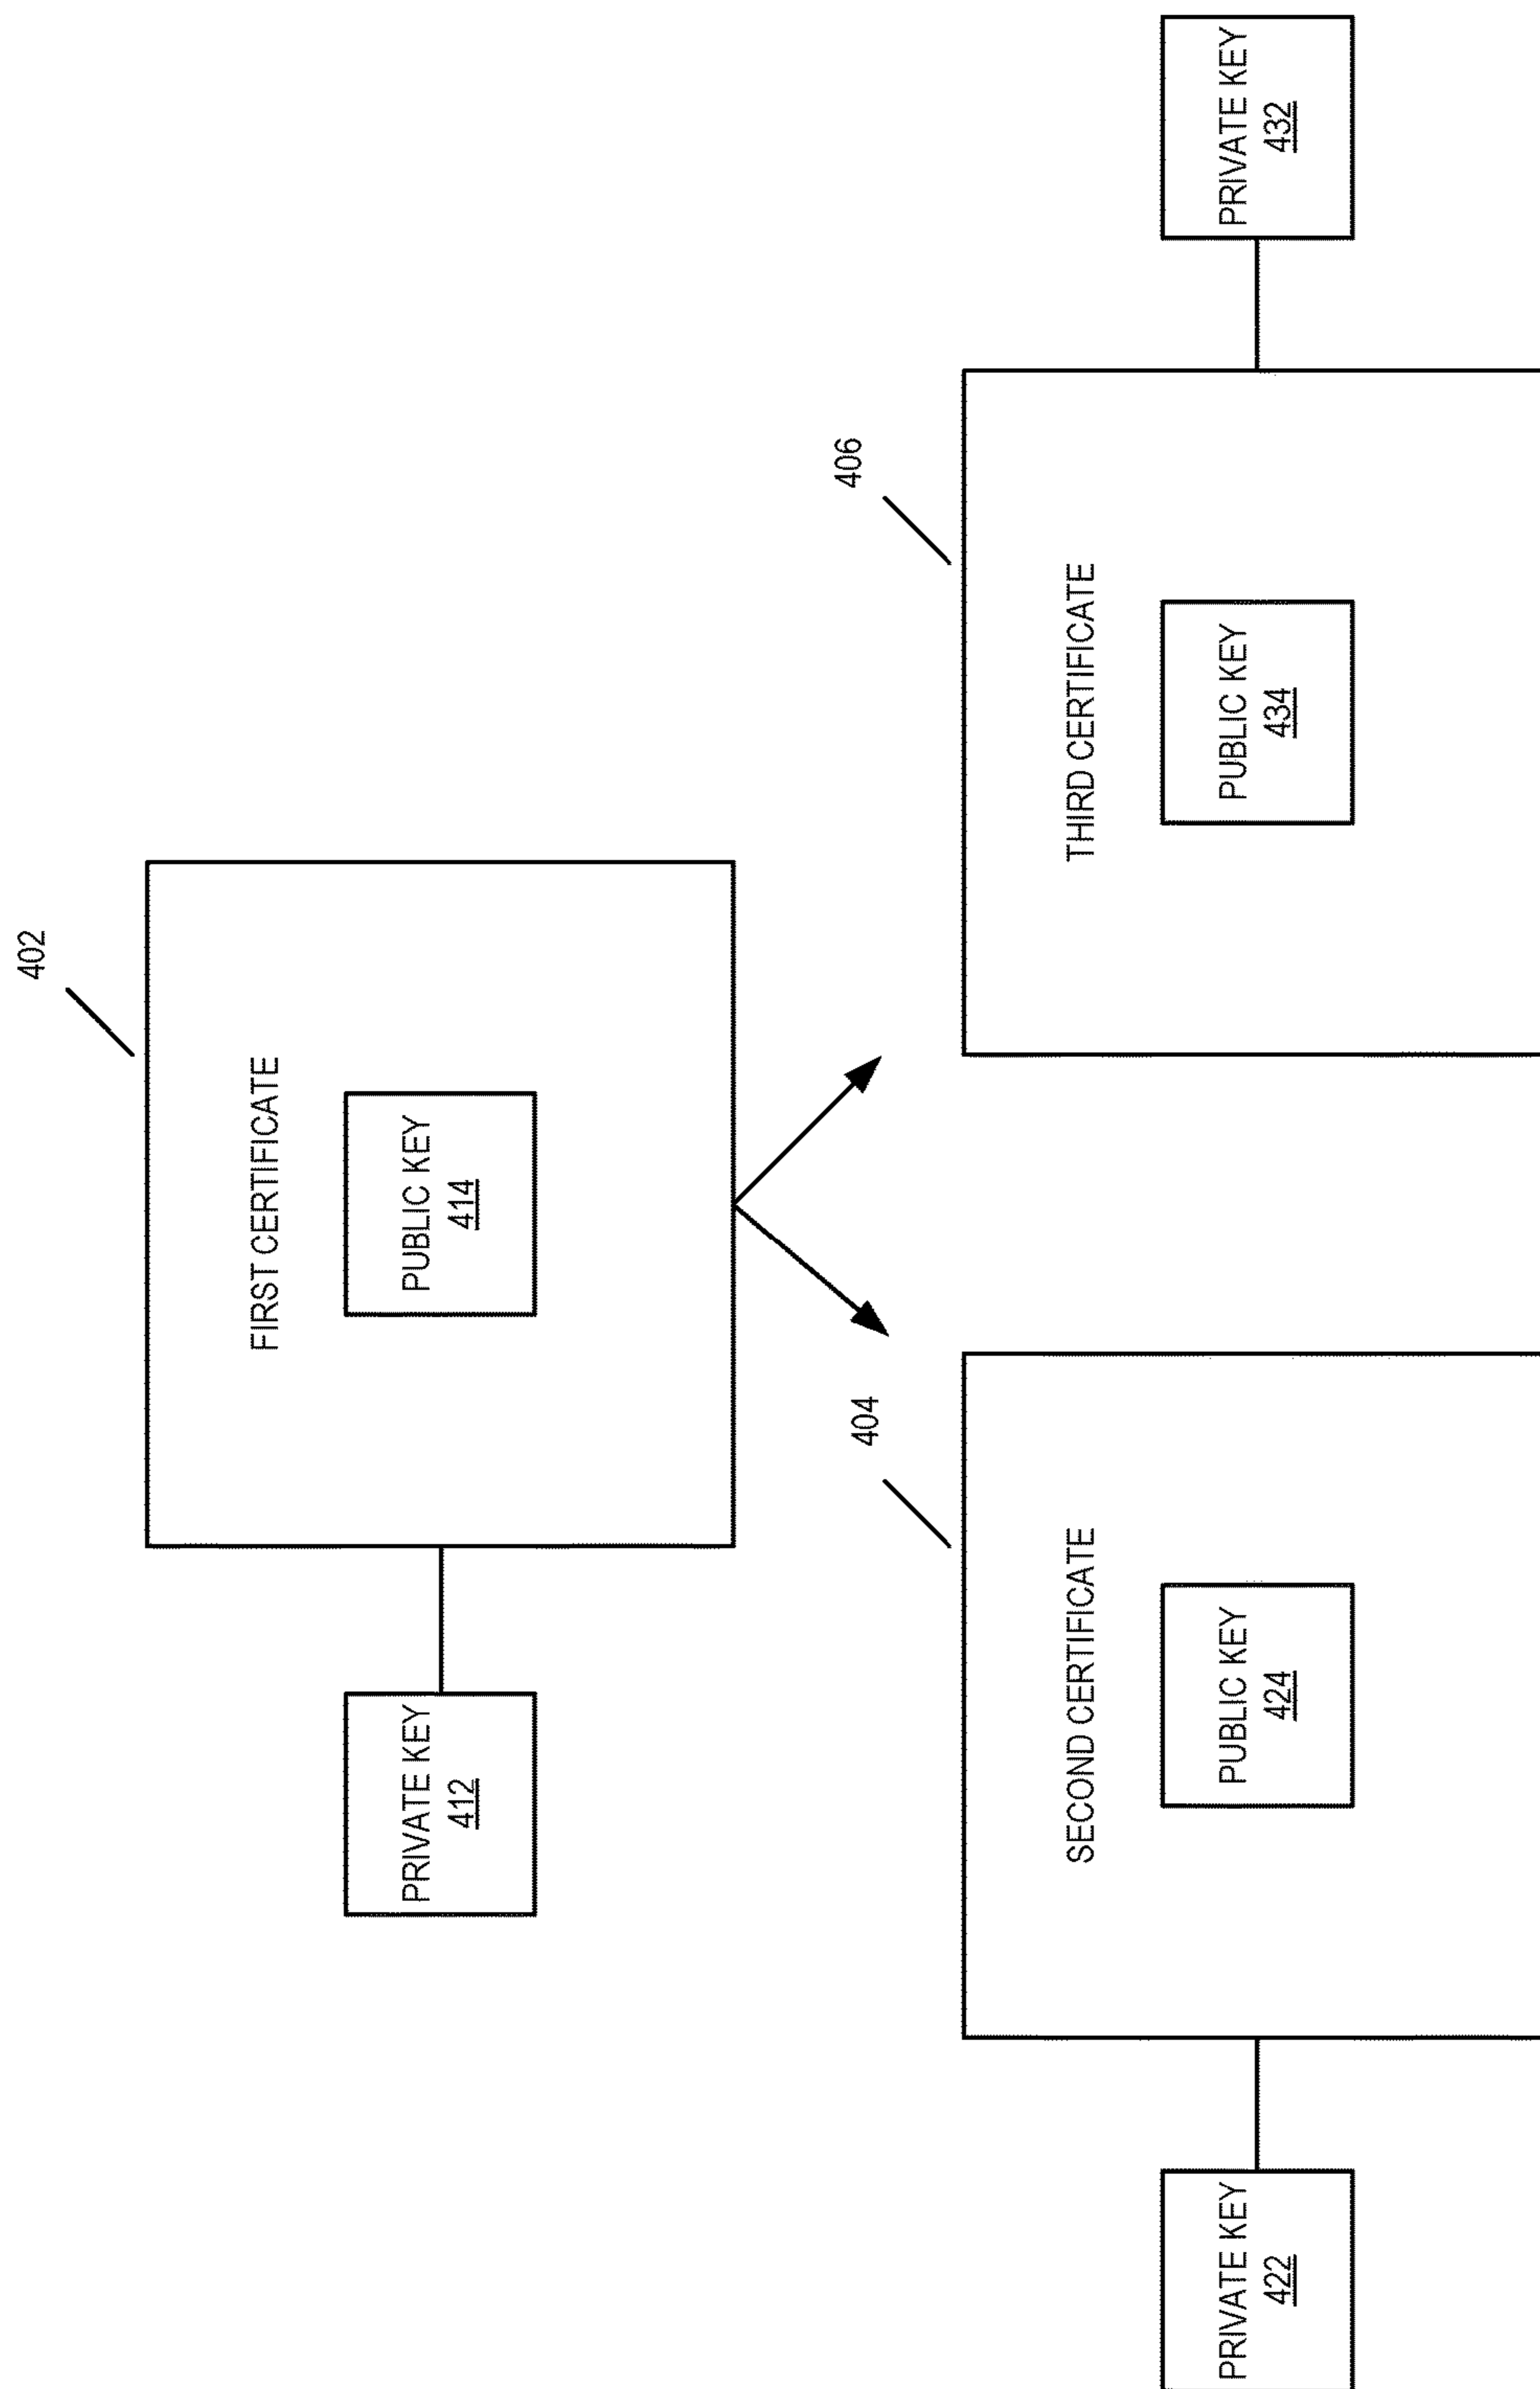 402
FIRST CERTIFICATE
PRIVATE KEY
412
PUBLIC KEY
414
404
406
SECOND CERTIFICATE
THIRD CERTIFICATE
PRIVATE KEY
422
PUBLIC KEY
424
PUBLIC KEY
434
PRIVATE KEY
432